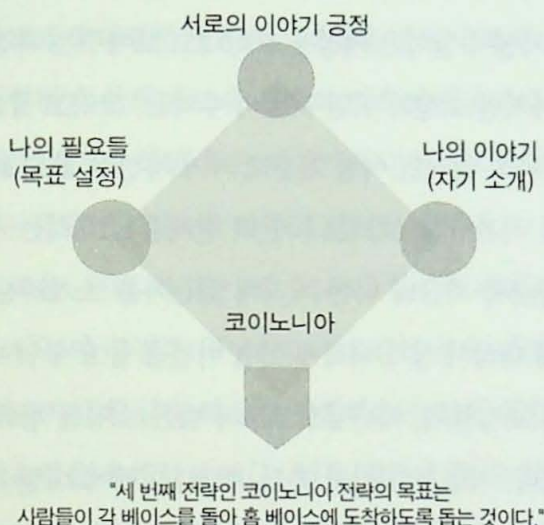 서로의 이야기 긍정
나의 필요들
(목표 설정)
나의 이야기
(자기 소개)
코이노니아
"세 번째 전략인 코이노니아 전략의 목표는
사람들이 각 베이스를 돌아 홈 베이스에 도착하도록 돕는 것이다."